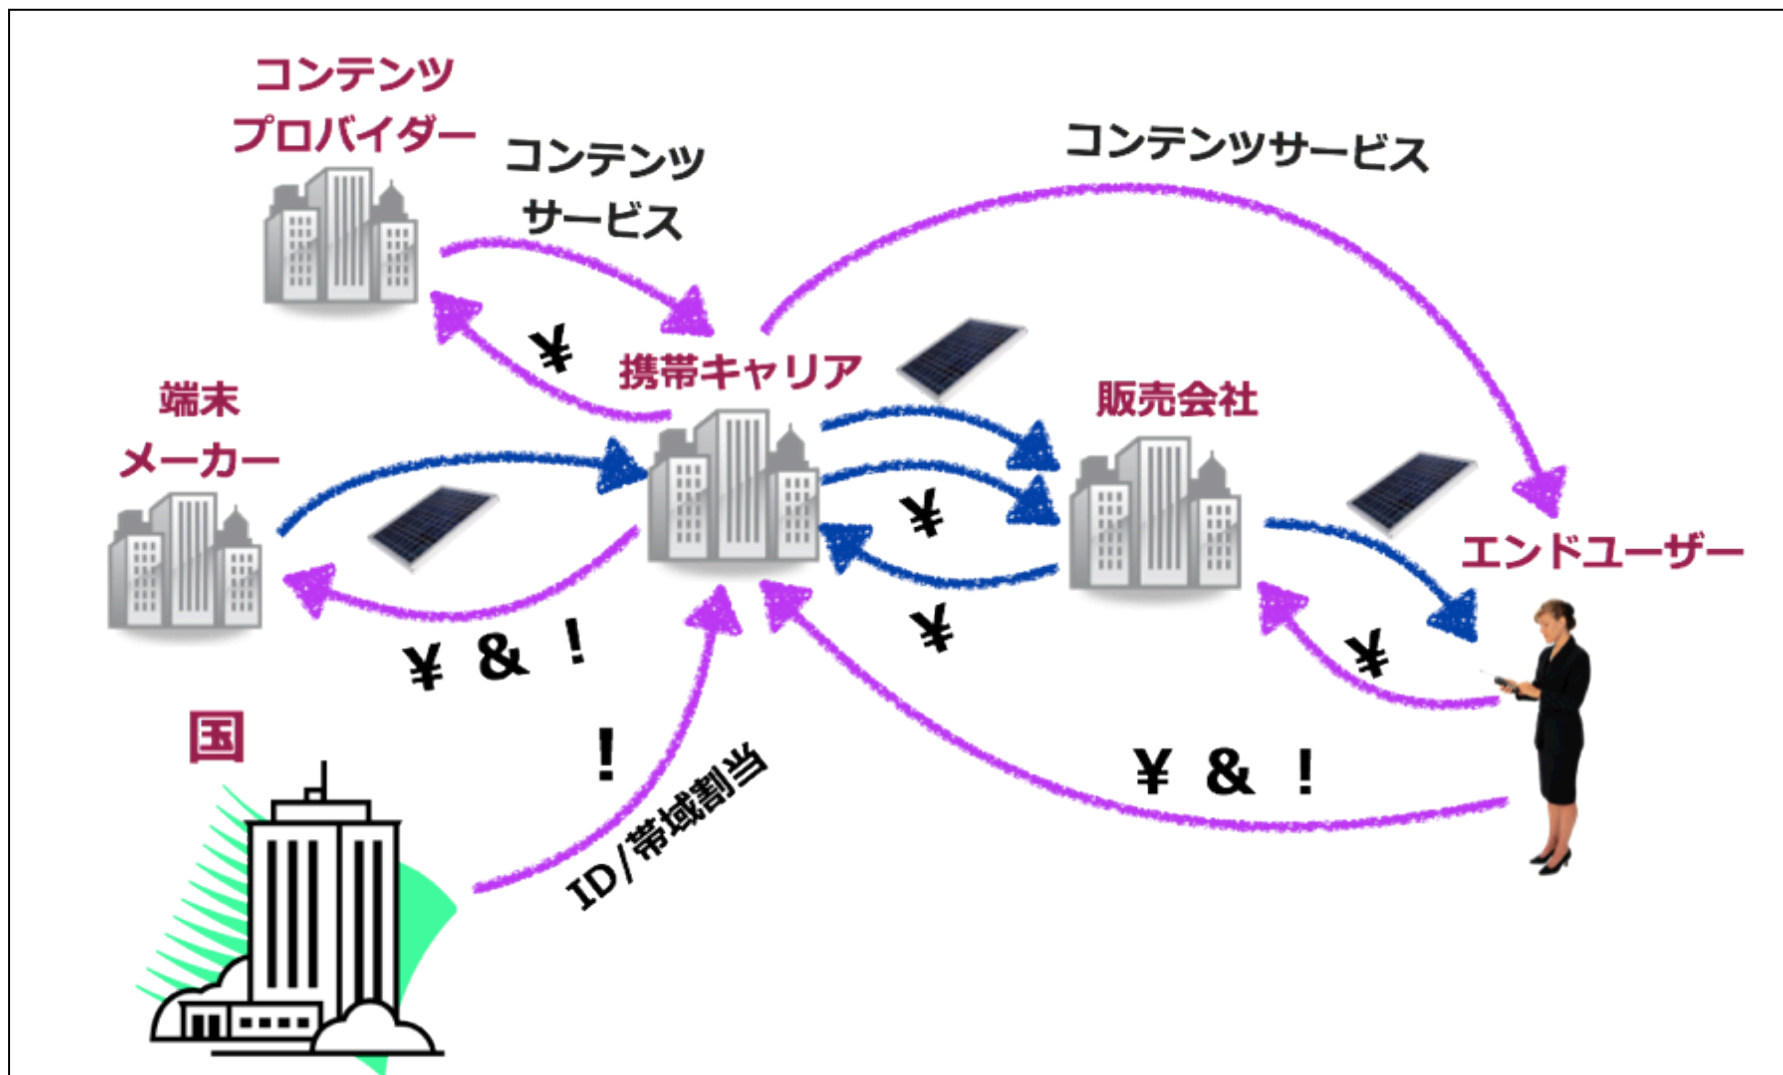 コンテンツ
プロバイダー
コンテンツ
サービス
コンテンツサービス
¥
携帯キャリア
端末
メーカー
販売会社
¥
エンドユーザー
¥
¥
¥ & !
国
!
ID/帯域割当
¥ & !